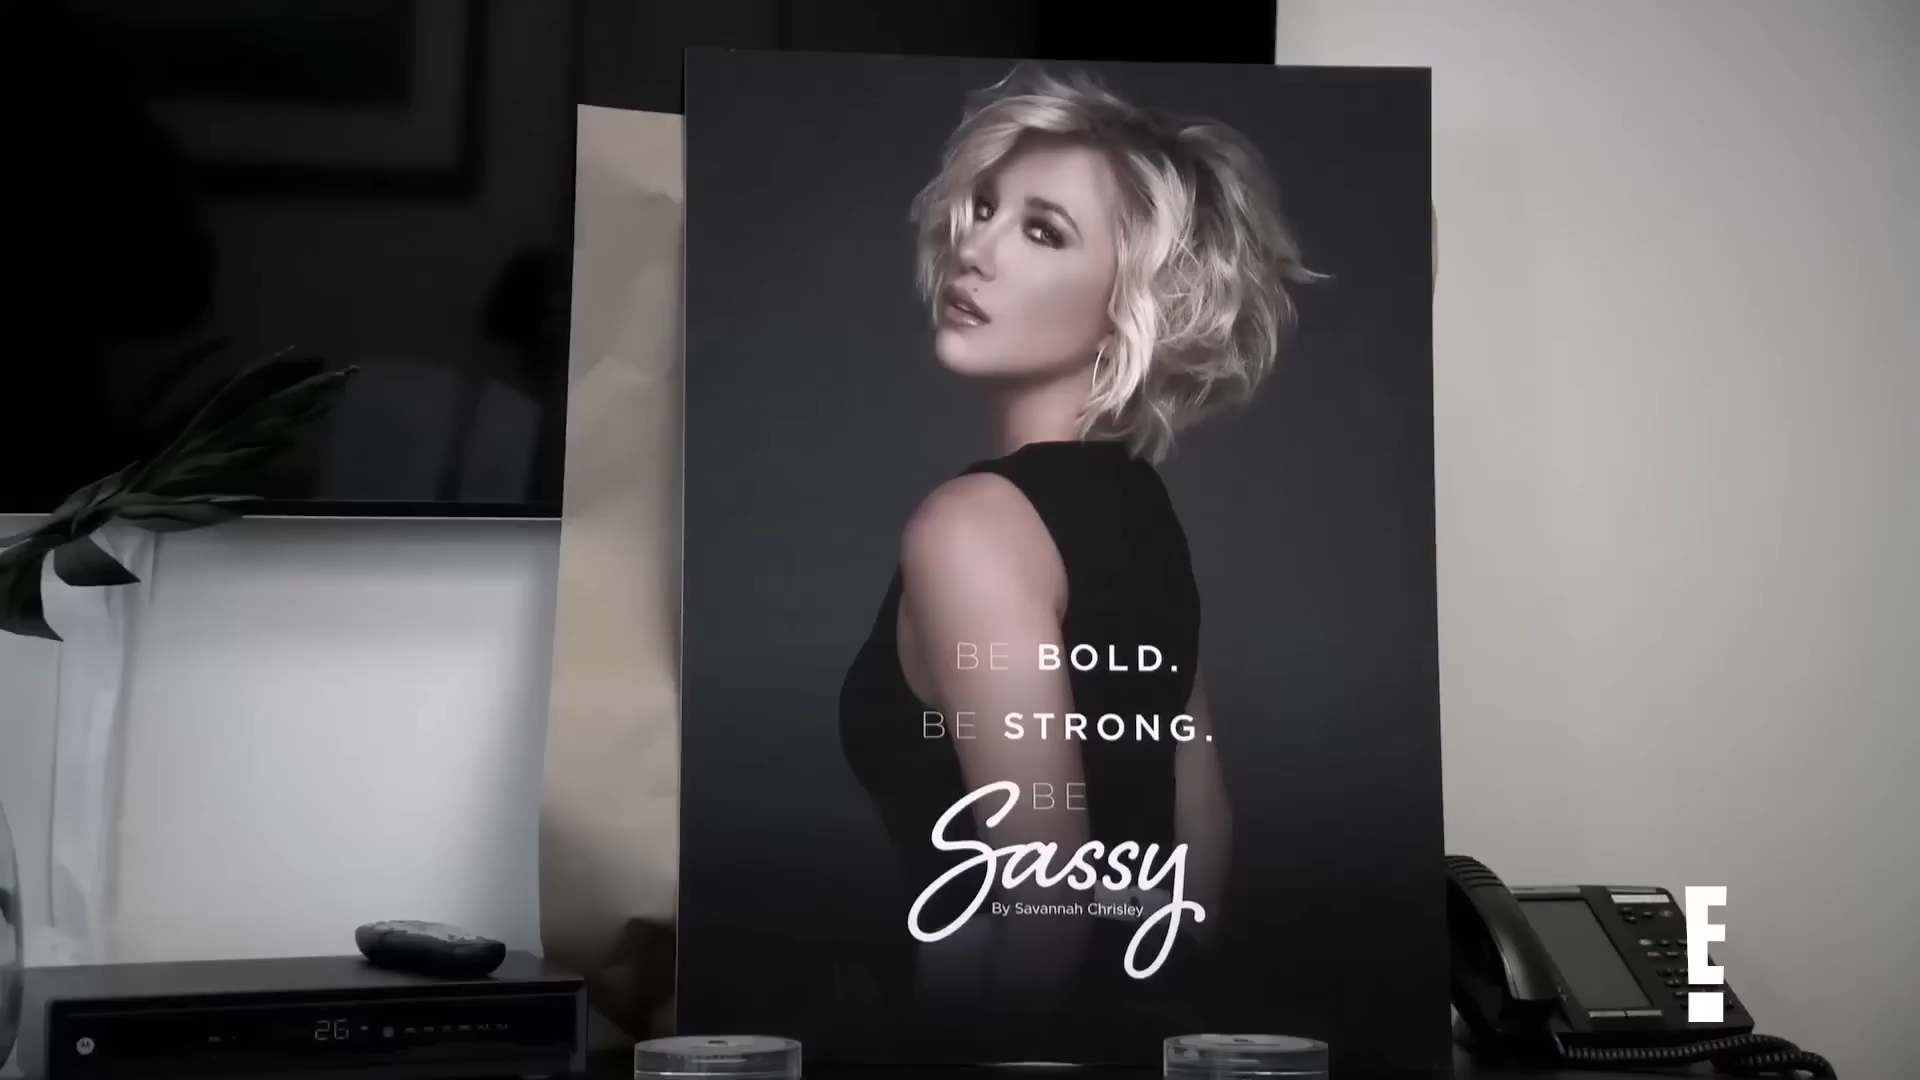 BE BOLD.
BE STRONG.
BE
Sassy
By Savannah Chrisley
26
E!